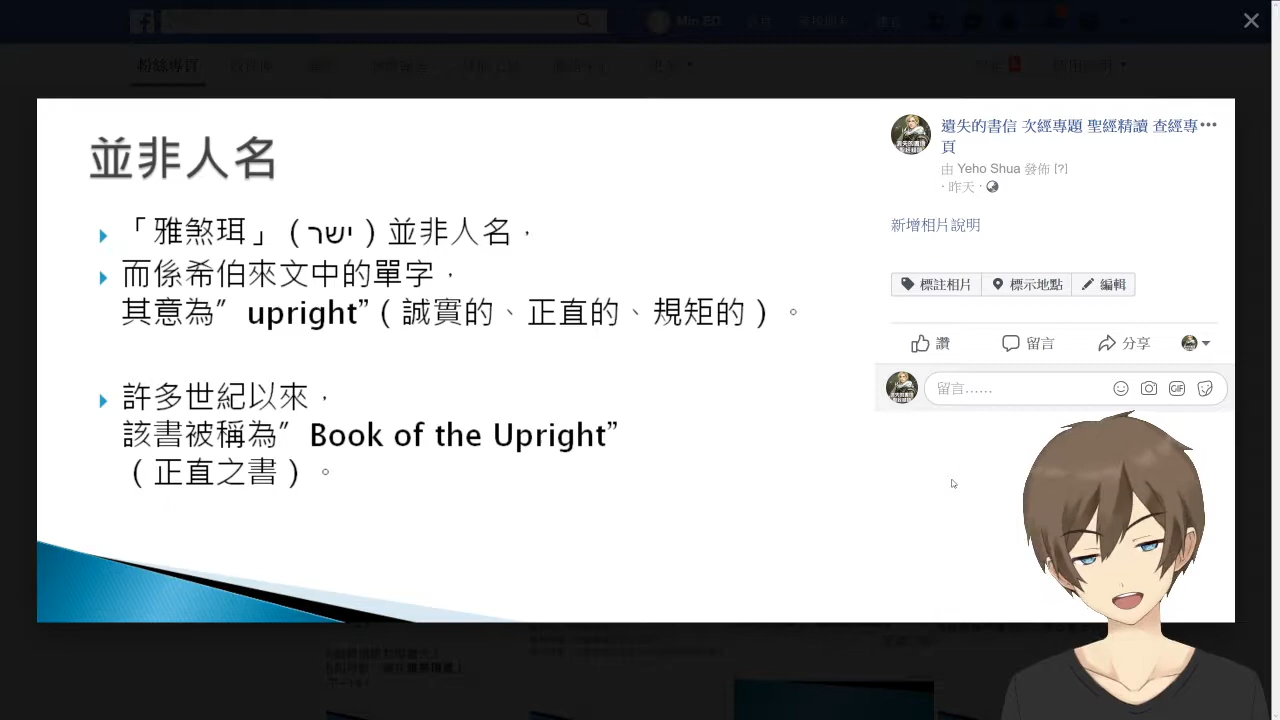 Min ED
粉絲專頁
並非人名
「雅煞珥」（ישר）並非人名，
而係希伯來文中的單字，
其意為”upright”（誠實的、正直的、規矩的）。
許多世紀以來，
該書被稱為”Book of the Upright”
（正直之書）。
遺失的書信 次經專題 聖經精讀 查經專
頁
由 Yeho Shua 發佈 [?]
· 昨天 ·
新增相片說明
標註相片 標示地點 編輯
讚 留言 分享
留言......